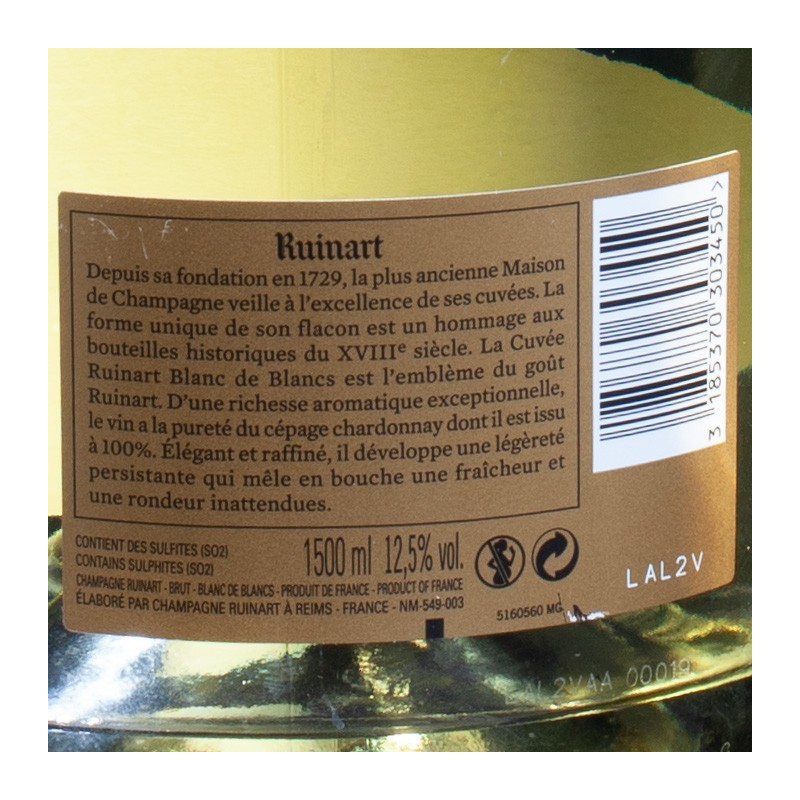 Ruinart
Depuis sa fondation en 1729, la plus ancienne Maison
de Champagne veille à l'excellence de ses cuvées. La
forme unique de son flacon est un hommage aux
bouteilles historiques du XVIIIe siècle. La Cuvée
Ruinart Blanc de Blancs est l'emblème du goût
Ruinart. D'une richesse aromatique exceptionnelle,
le vin a la pureté du cépage chardonnay dont il est issu
à 100%. Élégant et raffiné, il développe une légèreté
persistante qui mêle en bouche une fraîcheur et
une rondeur inattendues.
3 185370 303450 >
CONTIENT DES SULFITES (SO2)
CONTAINS SULPHITES (SO2)
1500 ml 12,5% vol.
CHAMPAGNE RUINART - BRUT - BLANC DE BLANCS - PRODUIT DE FRANCE - PRODUCT OF FRANCE
ÉLABORÉ PAR CHAMPAGNE RUINART À REIMS - FRANCE - NM-549-003
5160560 MG
LAL2V
LAL2VAA 00019